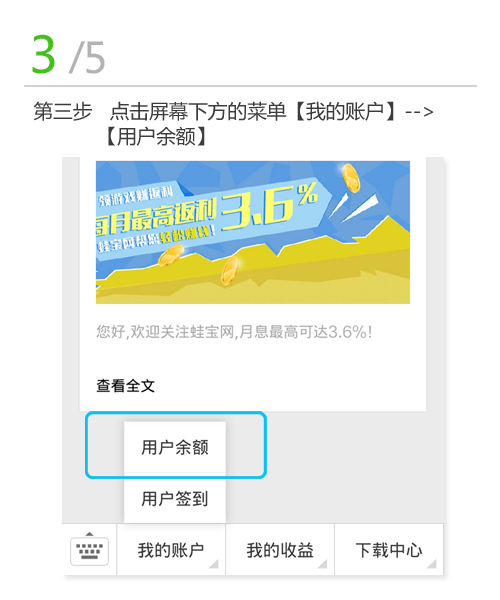 3 /5
第三步 点击屏幕下方的菜单【我的账户】-->
【用户余额】
领游戏赚返利
每月最高返利3.6%
蛙宝网帮你轻松赚钱!
您好,欢迎关注蛙宝网,月息最高可达3.6%!
查看全文
用户余额
用户签到
我的账户
我的收益
下载中心